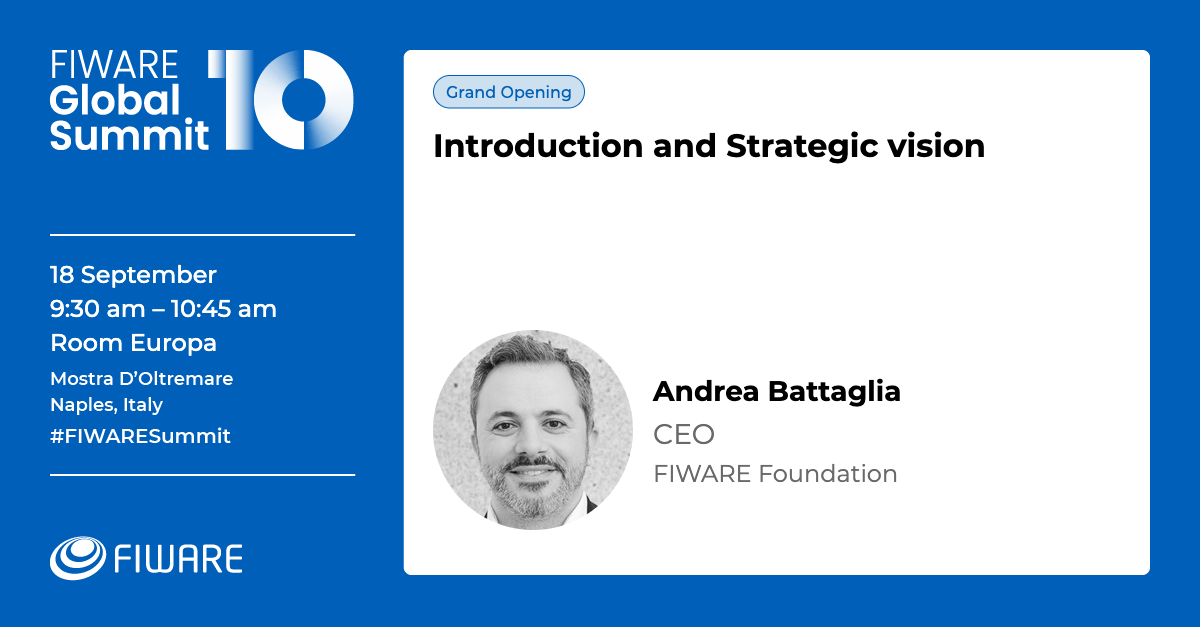 FIWARE
Global
Summit
10
18 September
9:30 am – 10:45 am
Room Europa
Mostra D’Oltremare
Naples, Italy
#FIWARESummit
FIWARE
Grand Opening
Introduction and Strategic vision
Andrea Battaglia
CEO
FIWARE Foundation